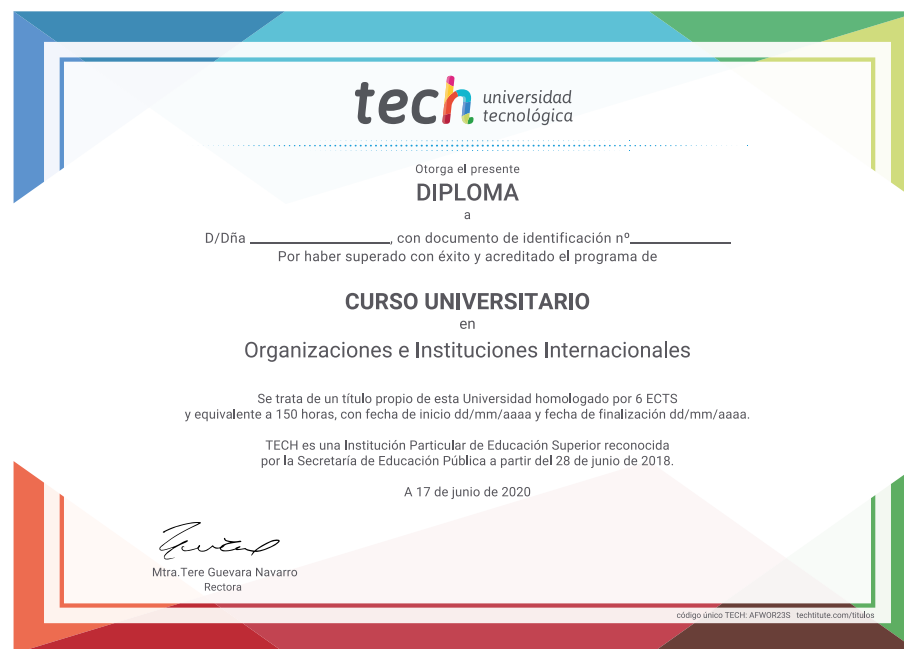 tech universidad
tecnológica
Otorga el presente
DIPLOMA
a
D/Dña ____________________, con documento de identificación nº______________
Por haber superado con éxito y acreditado el programa de
CURSO UNIVERSITARIO
en
Organizaciones e Instituciones Internacionales
Se trata de un título propio de esta Universidad homologado por 6 ECTS
y equivalente a 150 horas, con fecha de inicio dd/mm/aaaa y fecha de finalización dd/mm/aaaa.
TECH es una Institución Particular de Educación Superior reconocida
por la Secretaría de Educación Pública a partir del 28 de junio de 2018.
A 17 de junio de 2020
Mtra.Tere Guevara Navarro
Rectora
código único TECH: AFWOR23S techtitute.com/titulos